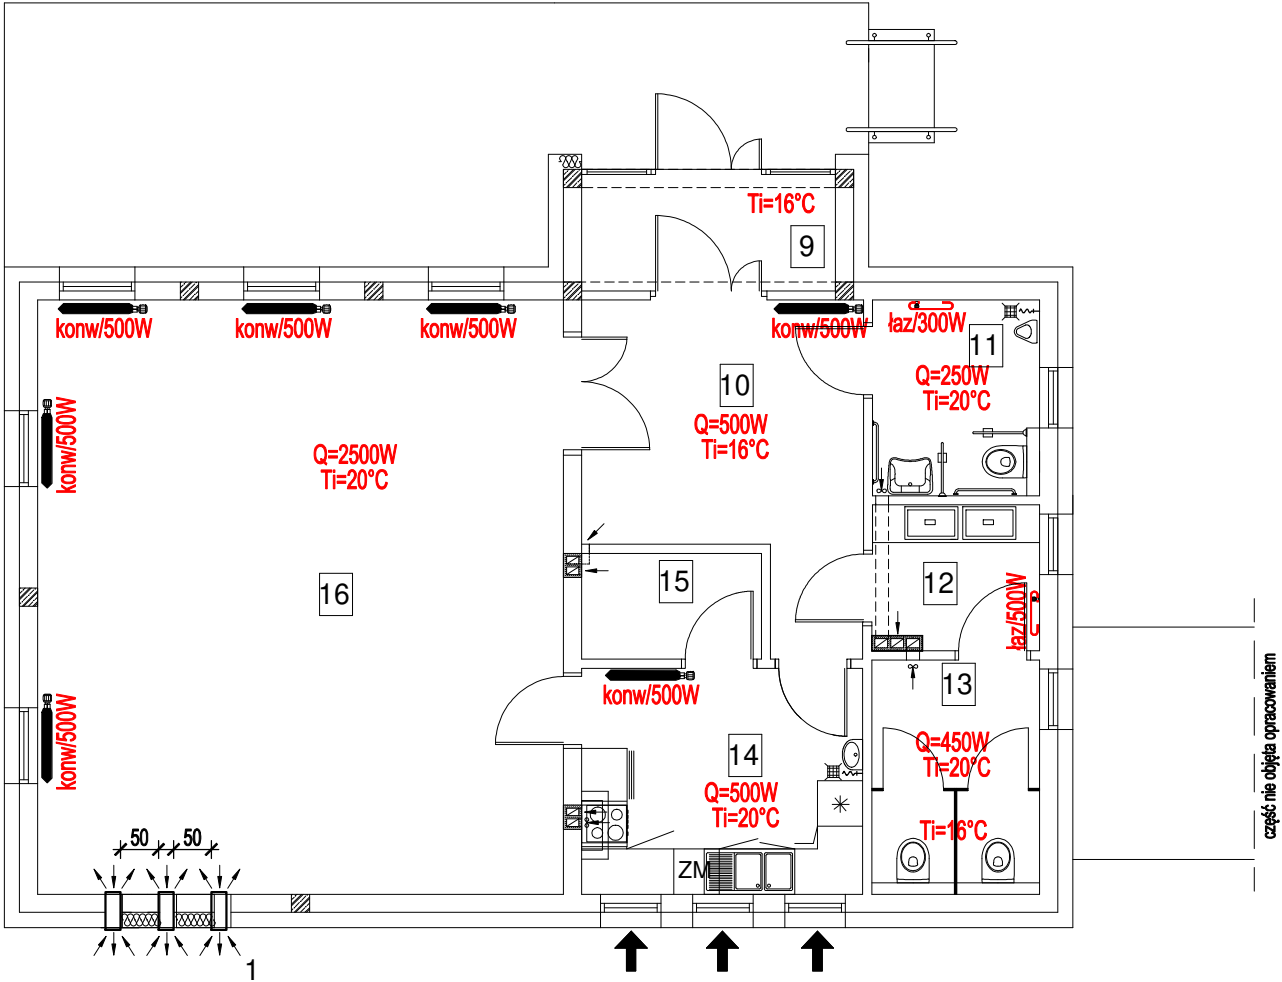 Ti=16°C
9
konw/500W
konw/500W
konw/500W
konw/500W
łaz/300W
11
Q=250W
Ti=20°C
10
Q=500W
Ti=16°C
konw/500W
Q=2500W
Ti=20°C
16
15
12
łaz/500W
13
konw/500W
konw/500W
14
Q=500W
Ti=20°C
Q=450W
Ti=20°C
Ti=16°C
50
50
ZM
1
część nie objęta opracowaniem